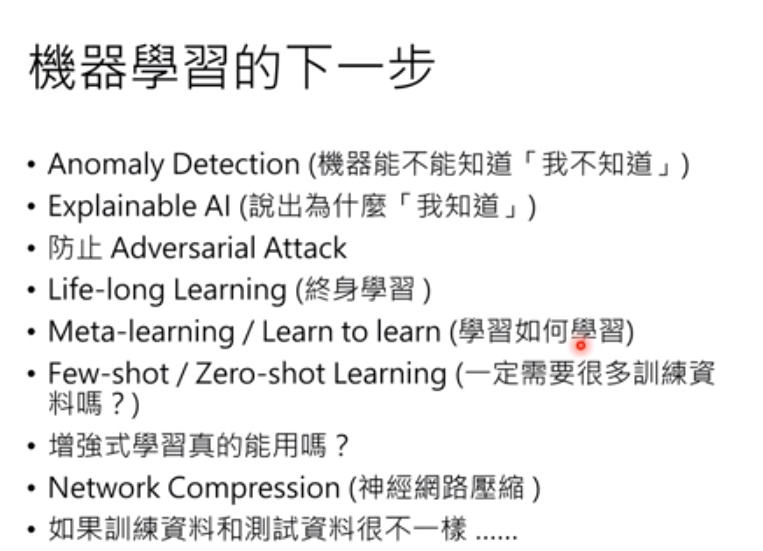 機器學習的下一步
• Anomaly Detection (機器能不能知道「我不知道」)
• Explainable AI (說出為什麼「我知道」)
• 防止 Adversarial Attack
• Life-long Learning (終身學習 )
• Meta-learning / Learn to learn (學習如何學習)
• Few-shot / Zero-shot Learning (一定需要很多訓練資
料嗎？)
• 增強式學習真的能用嗎？
• Network Compression (神經網路壓縮 )
• 如果訓練資料和測試資料很不一樣 ......